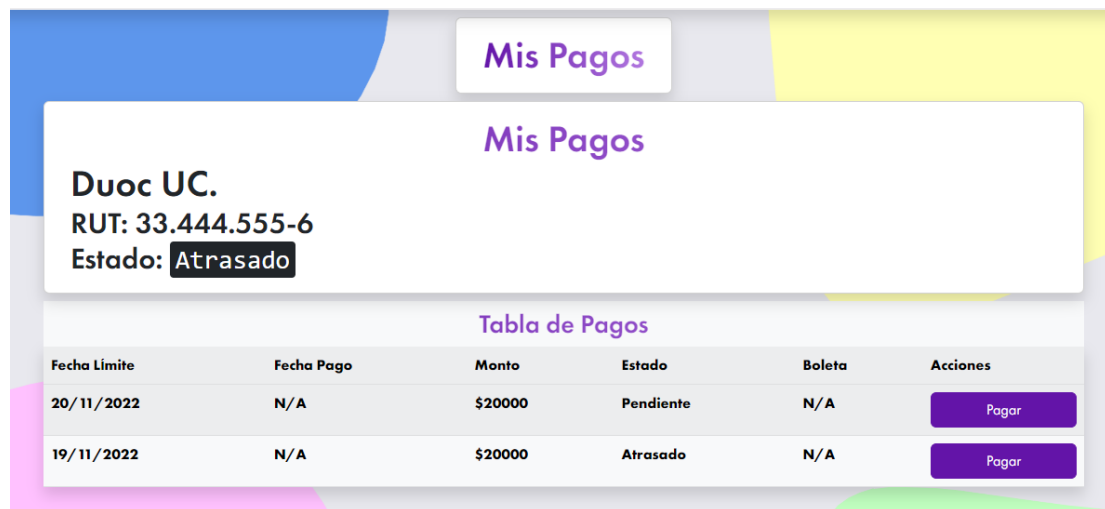 Mis Pagos
Mis Pagos
Duoc UC.
RUT: 33.444.555-6
Estado: Atrasado
Tabla de Pagos
Fecha Límite Fecha Pago Monto Estado Boleta Acciones
20/11/2022 N/A $20000 Pendiente N/A Pagar
19/11/2022 N/A $20000 Atrasado N/A Pagar